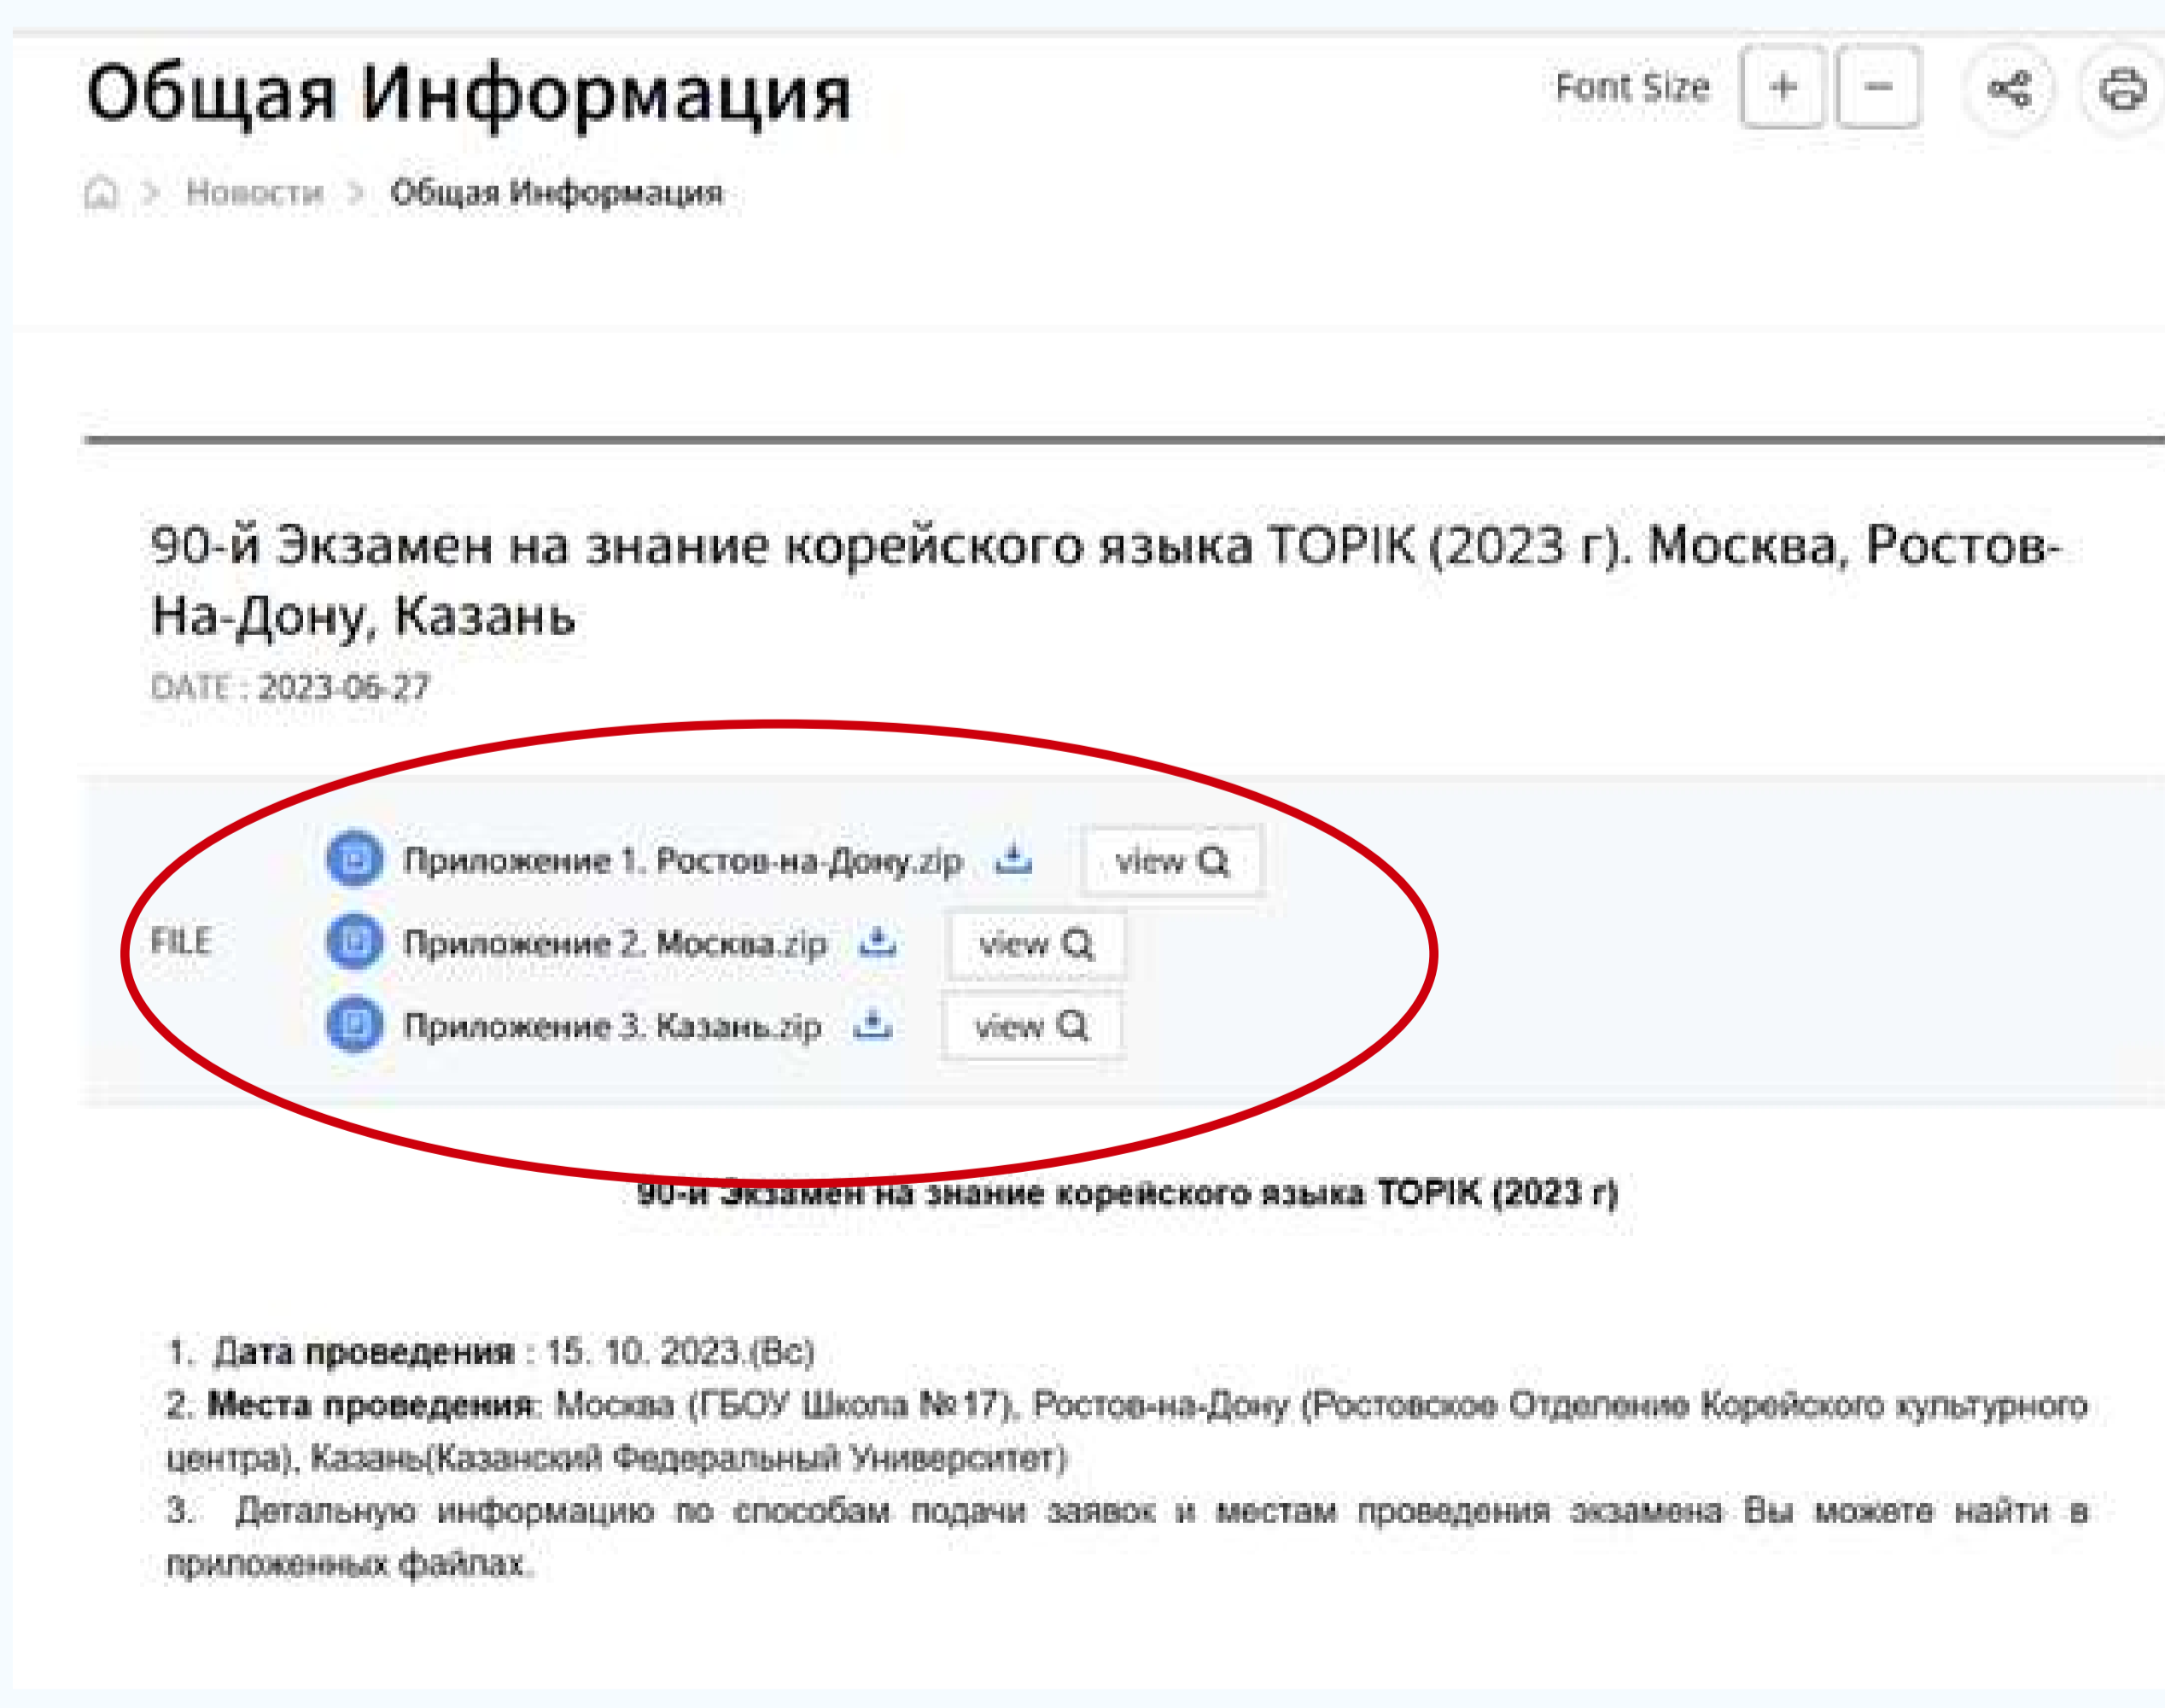 Общая Информация
Font Size + −
> Новости > Общая Информация
90-й Экзамен на знание корейского языка TOPIK (2023 г). Москва, Ростов-
На-Дону, Казань
DATE : 2023-06-27
Приложение 1. Ростов-на-Дону.zip view
FILE Приложение 2. Москва.zip view
Приложение 3. Казань.zip view
90-й Экзамен на знание корейского языка TOPIK (2023 г)
1. Дата проведения : 15. 10. 2023.(Вс)
2. Места проведения: Москва (ГБОУ Школа №17), Ростов-на-Дону (Ростовское Отделение Корейского культурного
центра), Казань(Казанский Федеральный Университет)
3. Детальную информацию по способам подачи заявок и местам проведения экзамена Вы можете найти в
приложенных файлах.